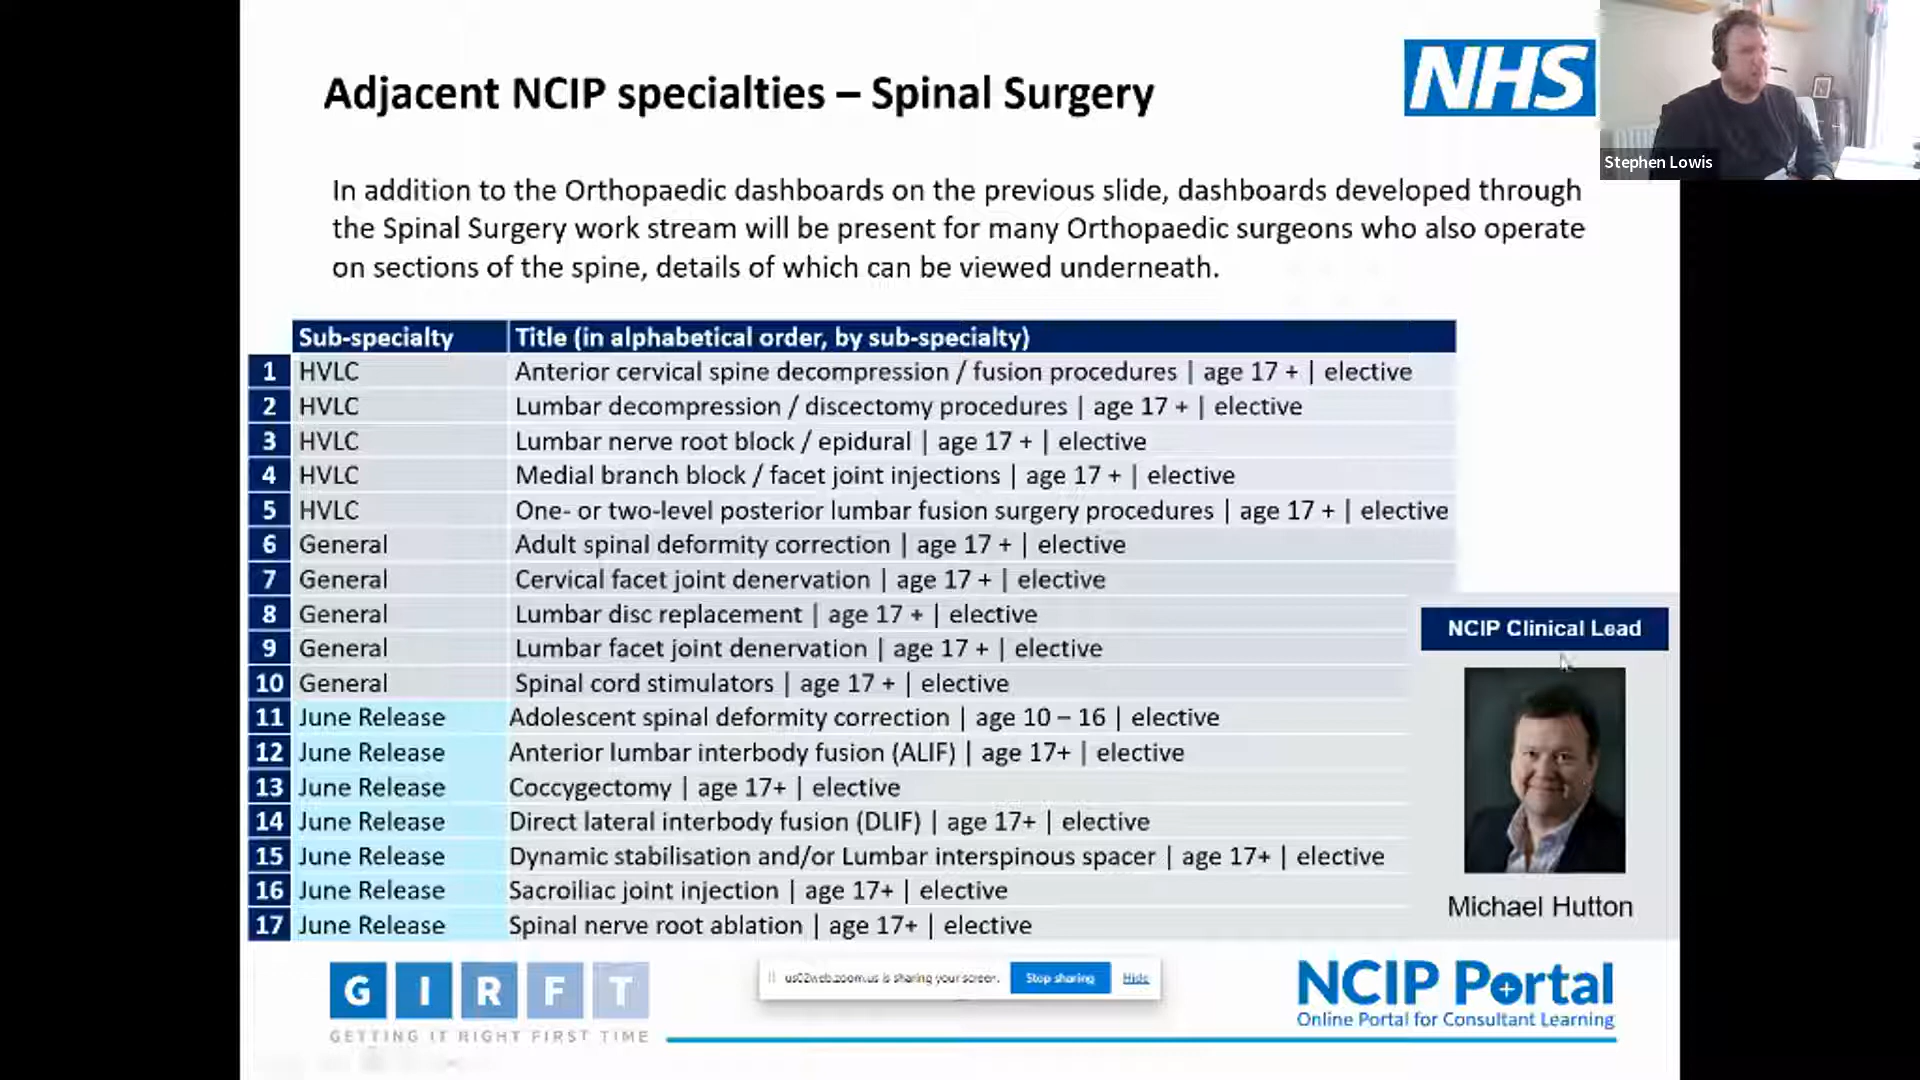 Adjacent NCIP specialties – Spinal Surgery
NHS
Stephen Lowis
In addition to the Orthopaedic dashboards on the previous slide, dashboards developed through
the Spinal Surgery work stream will be present for many Orthopaedic surgeons who also operate
on sections of the spine, details of which can be viewed underneath.
Sub-specialty Title (in alphabetical order, by sub-specialty)
1 HVLC Anterior cervical spine decompression / fusion procedures | age 17 + | elective
2 HVLC Lumbar decompression / discectomy procedures | age 17 + | elective
3 HVLC Lumbar nerve root block / epidural | age 17 + | elective
4 HVLC Medial branch block / facet joint injections | age 17 + | elective
5 HVLC One- or two-level posterior lumbar fusion surgery procedures | age 17 + | elective
6 General Adult spinal deformity correction | age 17 + | elective
7 General Cervical facet joint denervation | age 17 + | elective
8 General Lumbar disc replacement | age 17 + | elective
9 General Lumbar facet joint denervation | age 17 + | elective
10 General Spinal cord stimulators | age 17 + | elective
11 June Release Adolescent spinal deformity correction | age 10 – 16 | elective
12 June Release Anterior lumbar interbody fusion (ALIF) | age 17+ | elective
13 June Release Coccygectomy | age 17+ | elective
14 June Release Direct lateral interbody fusion (DLIF) | age 17+ | elective
15 June Release Dynamic stabilisation and/or Lumbar interspinous spacer | age 17+ | elective
16 June Release Sacroiliac joint injection | age 17+ | elective
17 June Release Spinal nerve root ablation | age 17+ | elective
NCIP Clinical Lead
Michael Hutton
GIRFT
GETTING IT RIGHT FIRST TIME
us02web.zoom.us is sharing your screen. Stop sharing Hide
NCIP Portal
Online Portal for Consultant Learning